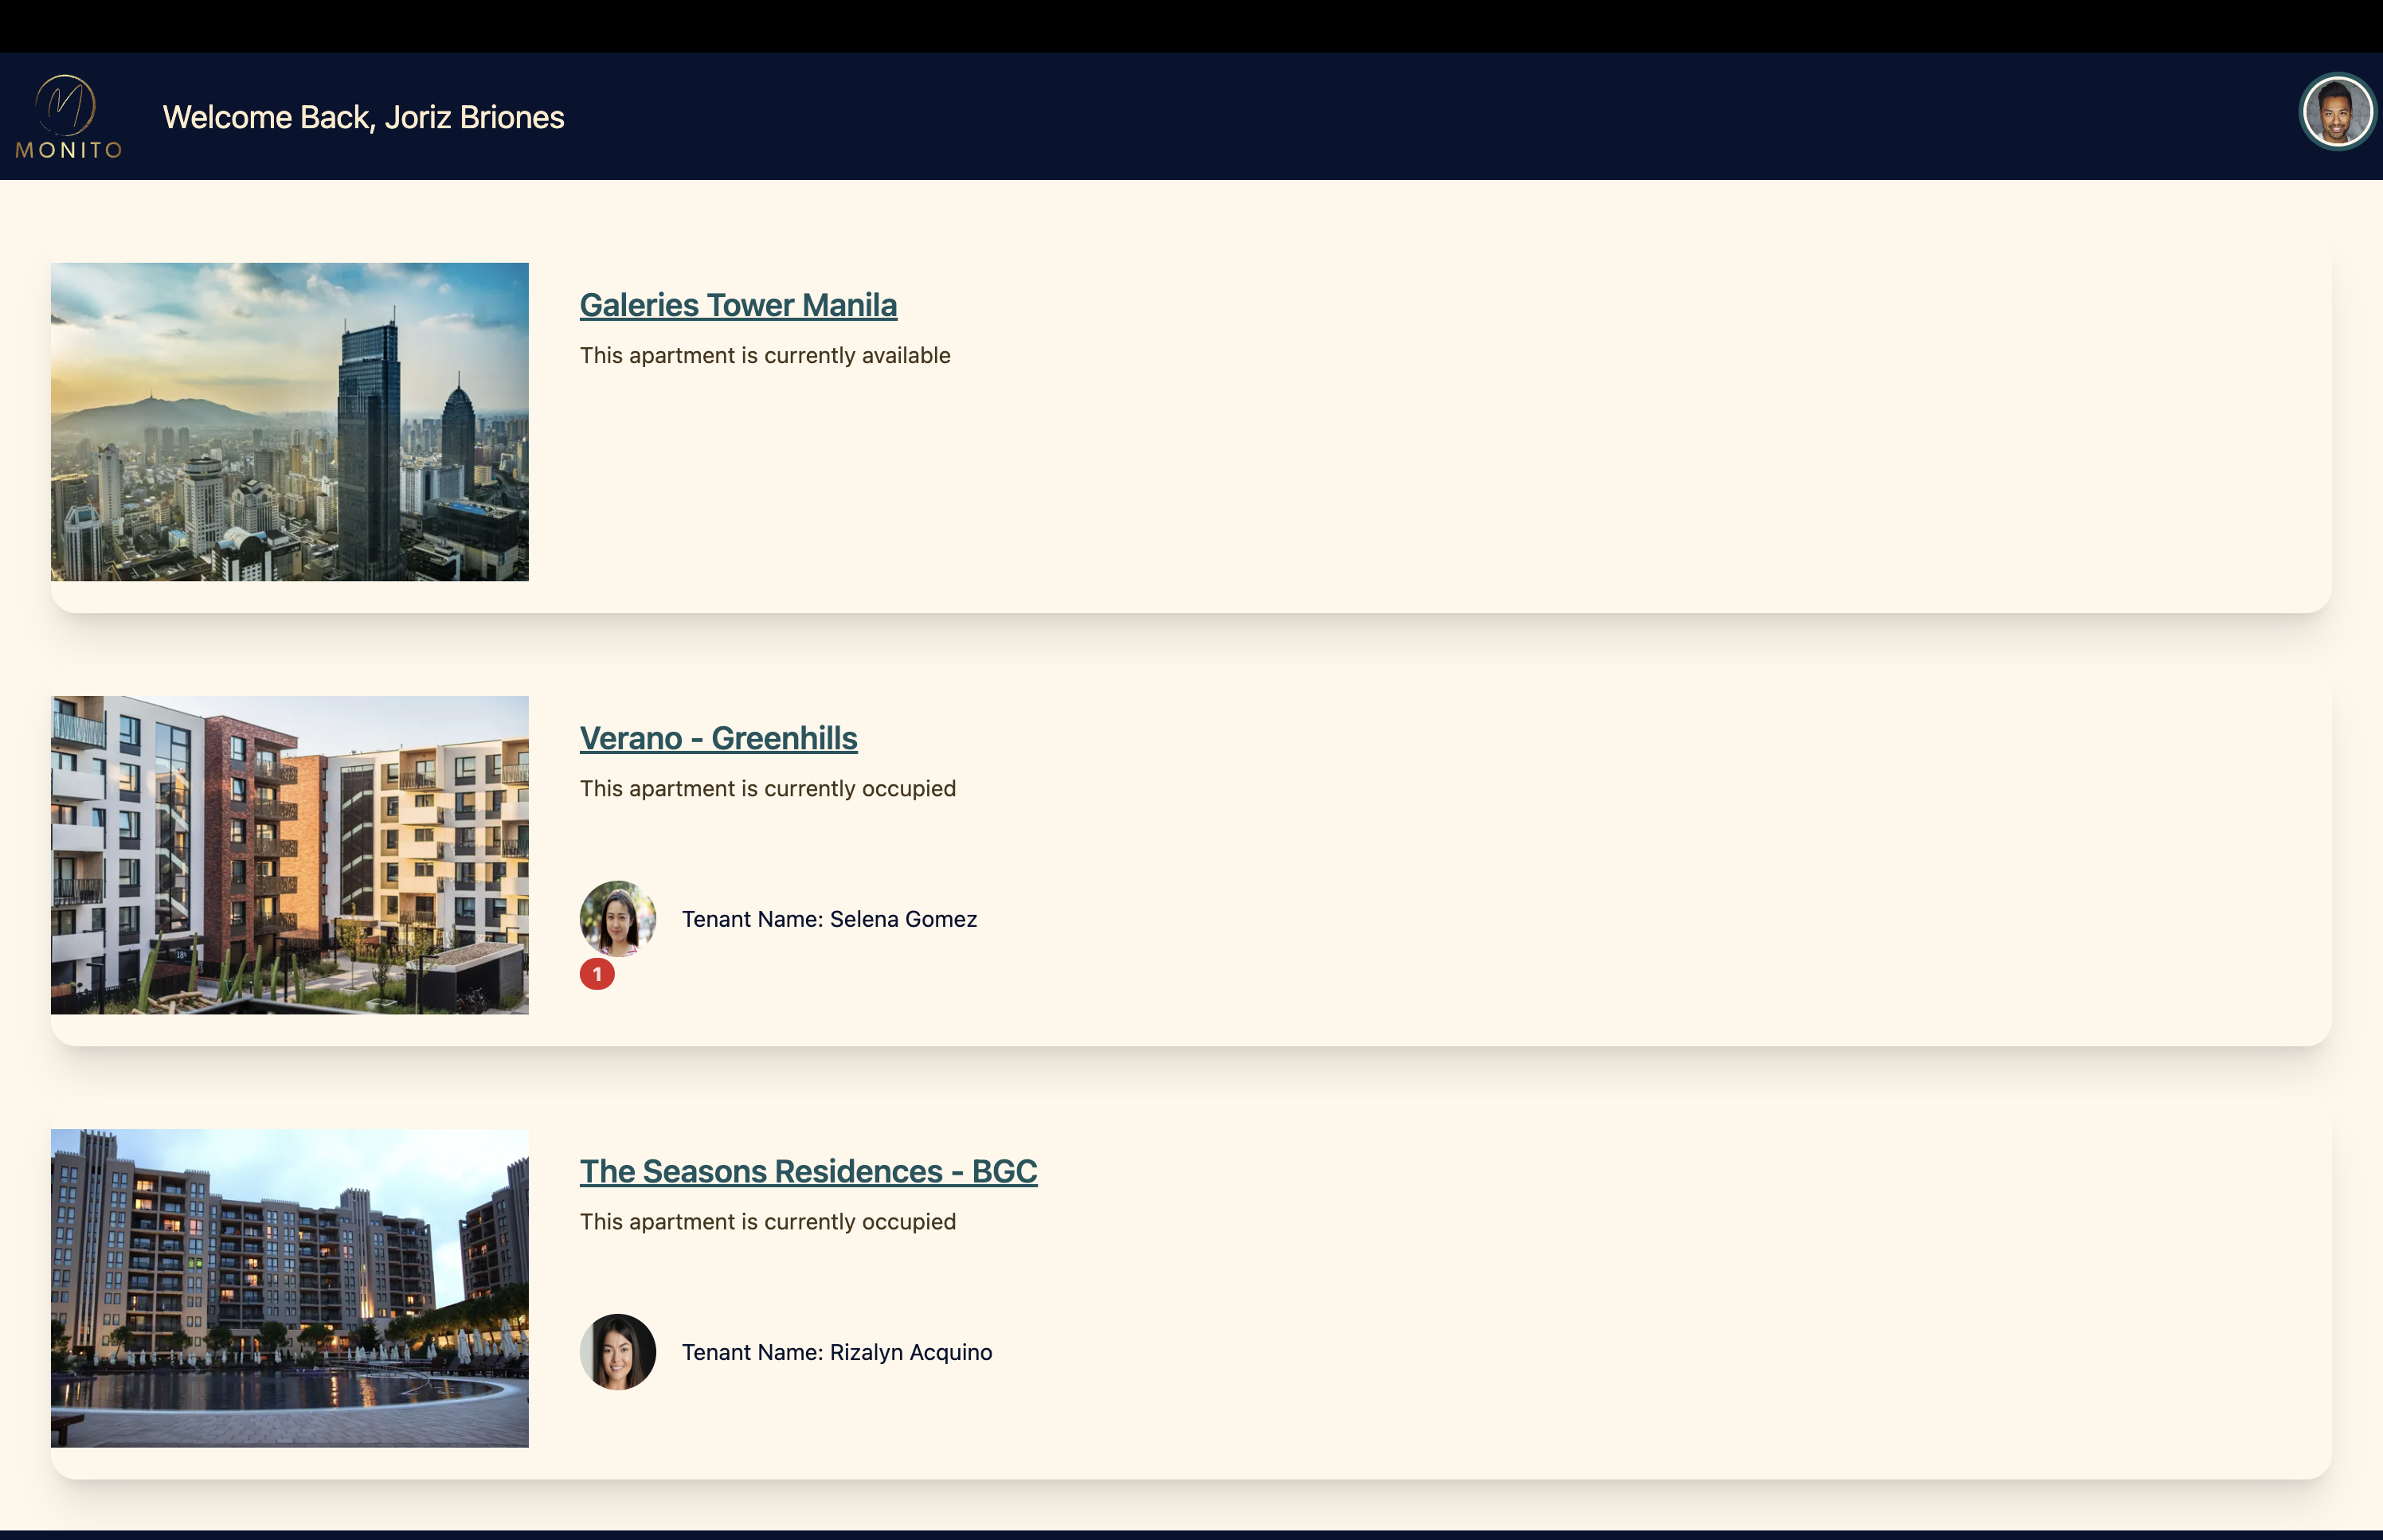 MONITO
Welcome Back, Joriz Briones
Galeries Tower Manila
This apartment is currently available
Verano - Greenhills
This apartment is currently occupied
Tenant Name: Selena Gomez
1
The Seasons Residences - BGC
This apartment is currently occupied
Tenant Name: Rizalyn Acquino